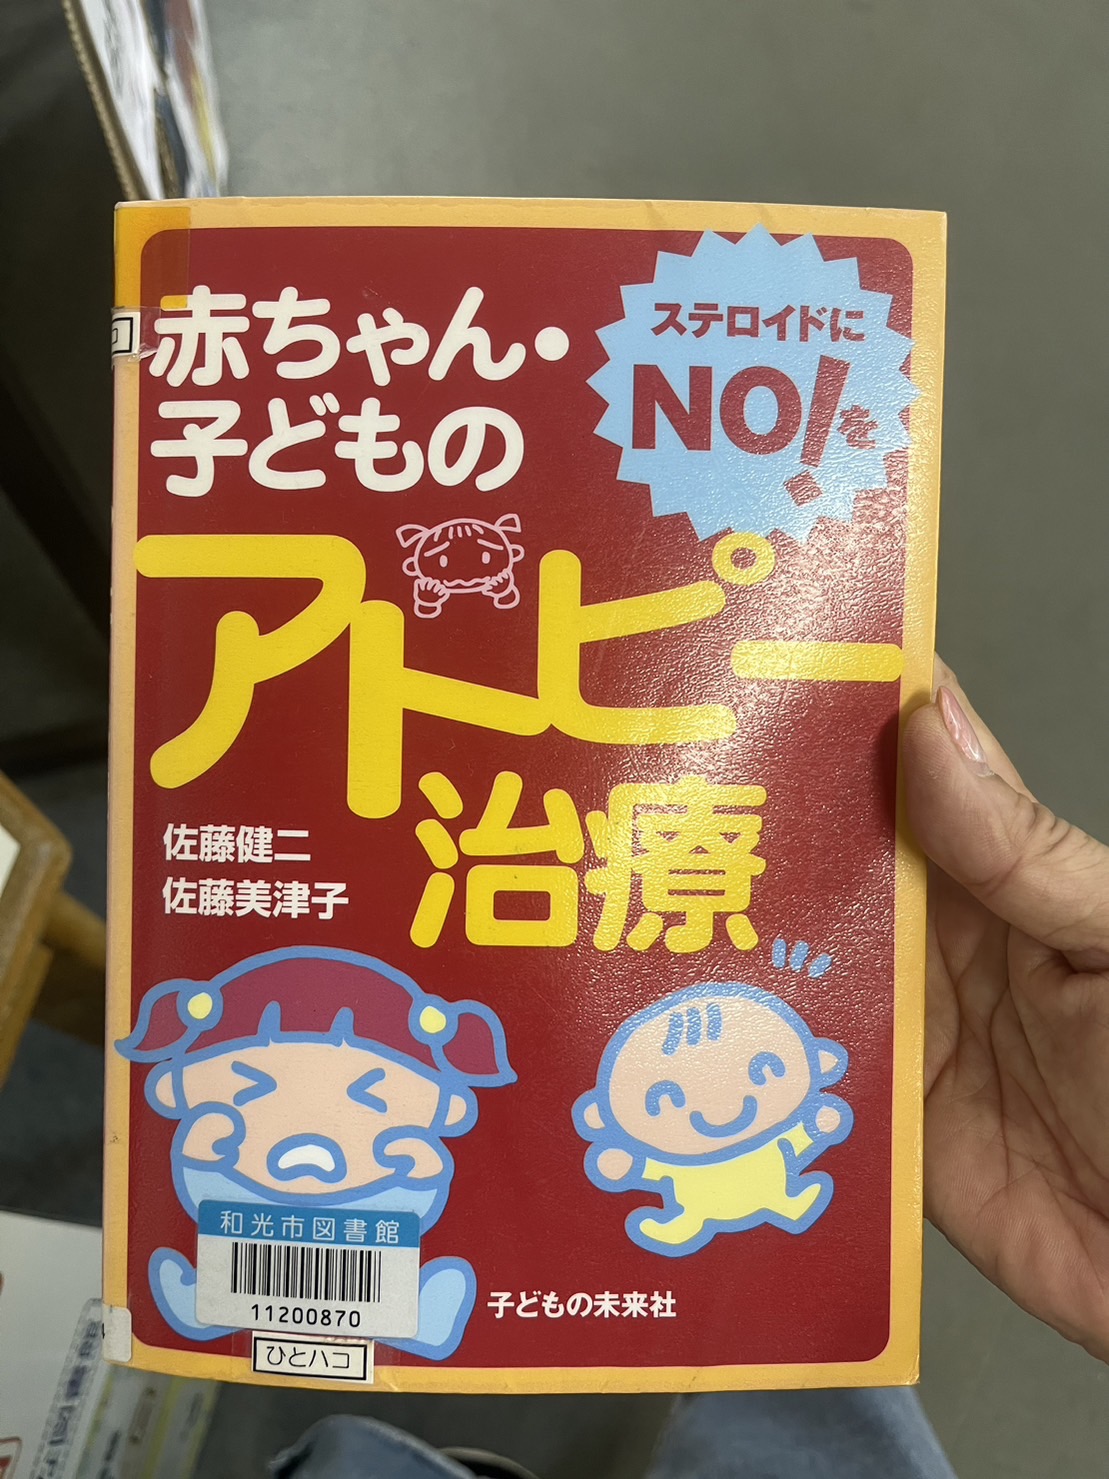 赤ちゃん・
子どもの
アトピー
治療
ステロイドに
NO!を
佐藤健二
佐藤美津子
和光市図書館
11200870
ひとハコ
子どもの未来社